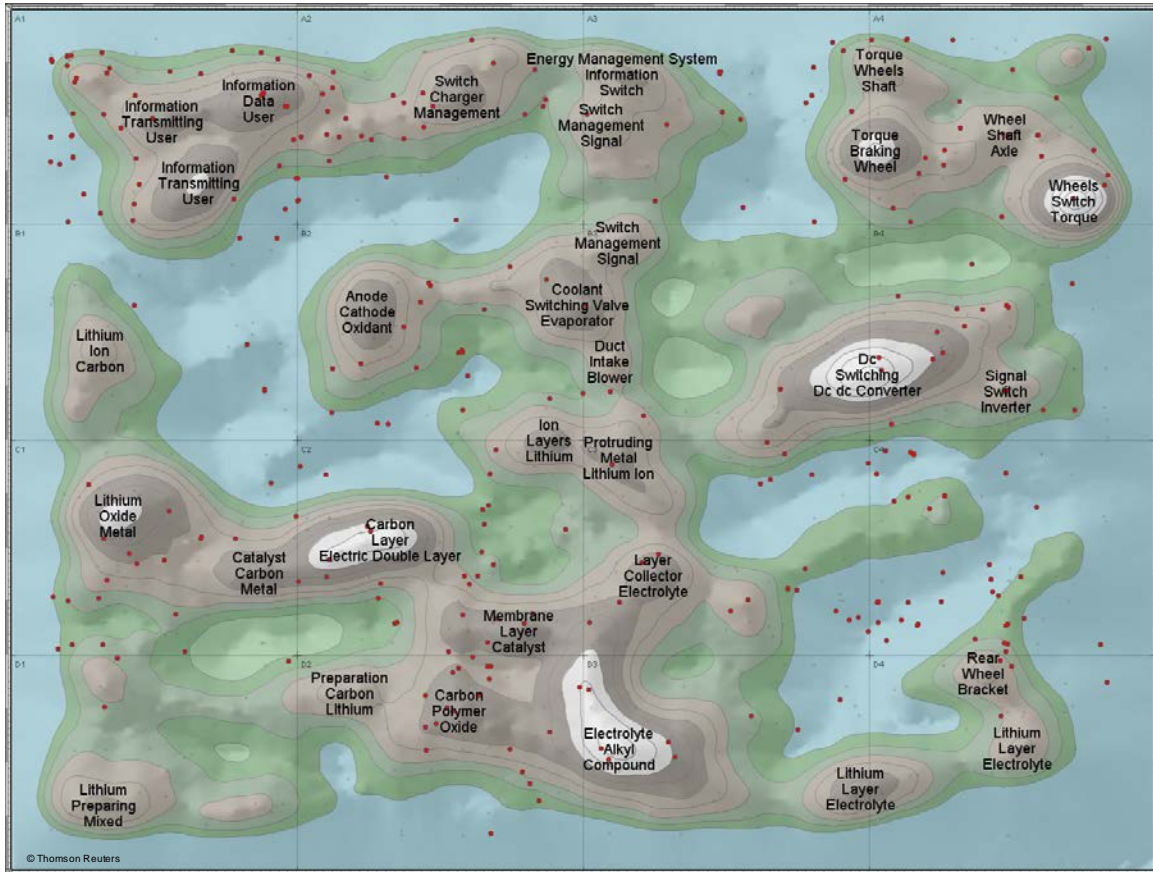 A1
A2
A3
A4
Energy Management System
Information
Switch
Torque
Wheels
Shaft
Switch
Charger
Management
Information
Data
User
Information
Transmitting
User
Switch
Management
Signal
Wheel
Shaft
Axle
Torque
Braking
Wheel
Information
Transmitting
User
Wheels
Switch
Torque
B1
B2
B4
Switch
Management
Signal
Anode
Cathode
Oxidant
Coolant
Switching Valve
Evaporator
Lithium
Ion
Carbon
Duct
Intake
Blower
Dc
Switching
Dc dc Converter
Signal
Switch
Inverter
C1
C2
C4
Ion
Layers
Lithium
Protruding
Metal
Lithium Ion
Lithium
Oxide
Metal
Carbon
Layer
Electric Double Layer
Catalyst
Carbon
Metal
Layer
Collector
Electrolyte
Membrane
Layer
Catalyst
D1
D2
D3
D4
Rear
Wheel
Bracket
Preparation
Carbon
Lithium
Carbon
Polymer
Oxide
Electrolyte
Alkyl
Compound
Lithium
Layer
Electrolyte
Lithium
Layer
Electrolyte
Lithium
Preparing
Mixed
© Thomson Reuters